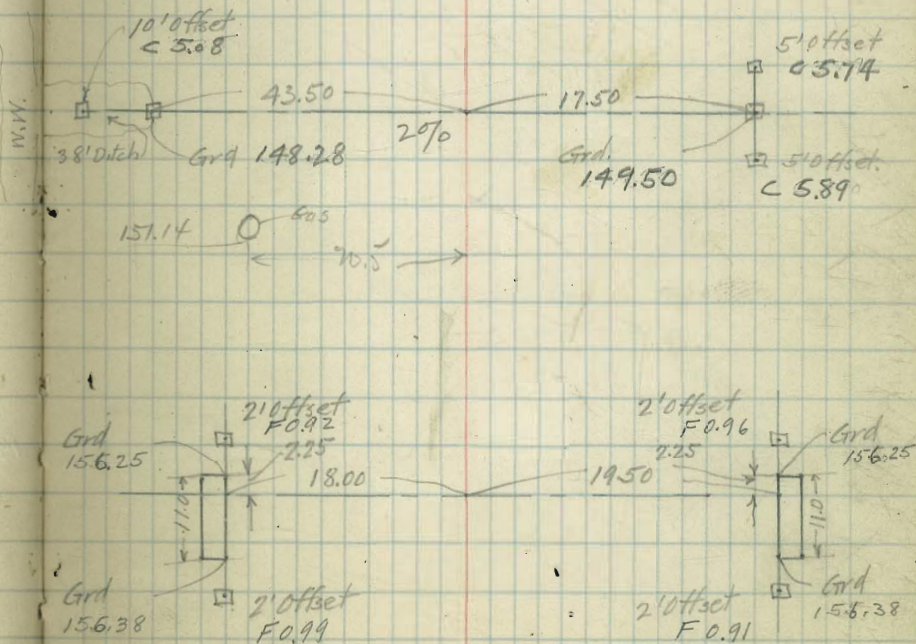 10' Offset
C 5.08
5' Offset
C 5.74
43.50
17.50
2%
38' Ditch
Grd 148.28
Grd.
149.50
5' Offset.
C 5.89
Gas
151.14
2' Offset
F 0.92
2.25
Grd
156.25
18.00
11.0
Grd
156.38
2' Offset
F 0.99
2' Offset
F 0.96
2.25
Grd
156.25
19.50
11.0
Grd
156.38
2' Offset
F 0.91